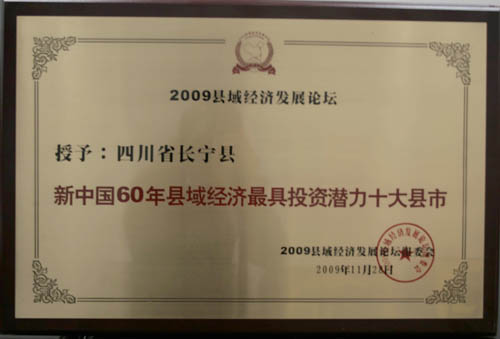 2009县域经济发展论坛
授予：四川省长宁县
新中国60年县域经济最具投资潜力十大县市
2009县域经济发展论坛组委会
2009年11月28日